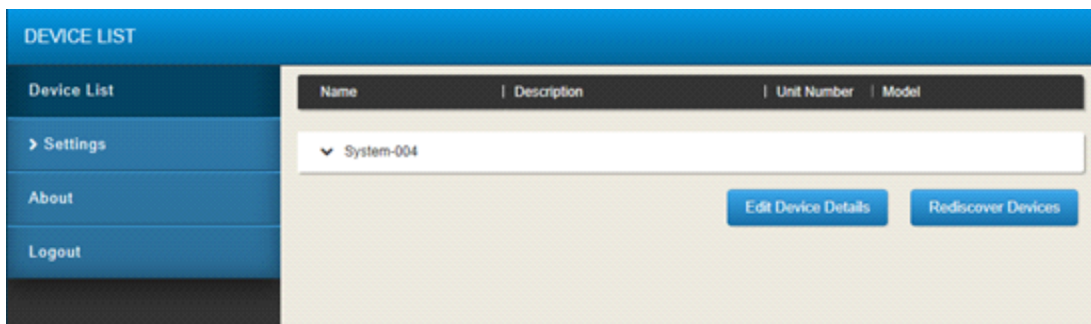 DEVICE LIST
Device List
Settings
About
Logout
Name | Description | Unit Number | Model
System-004
Edit Device Details Rediscover Devices